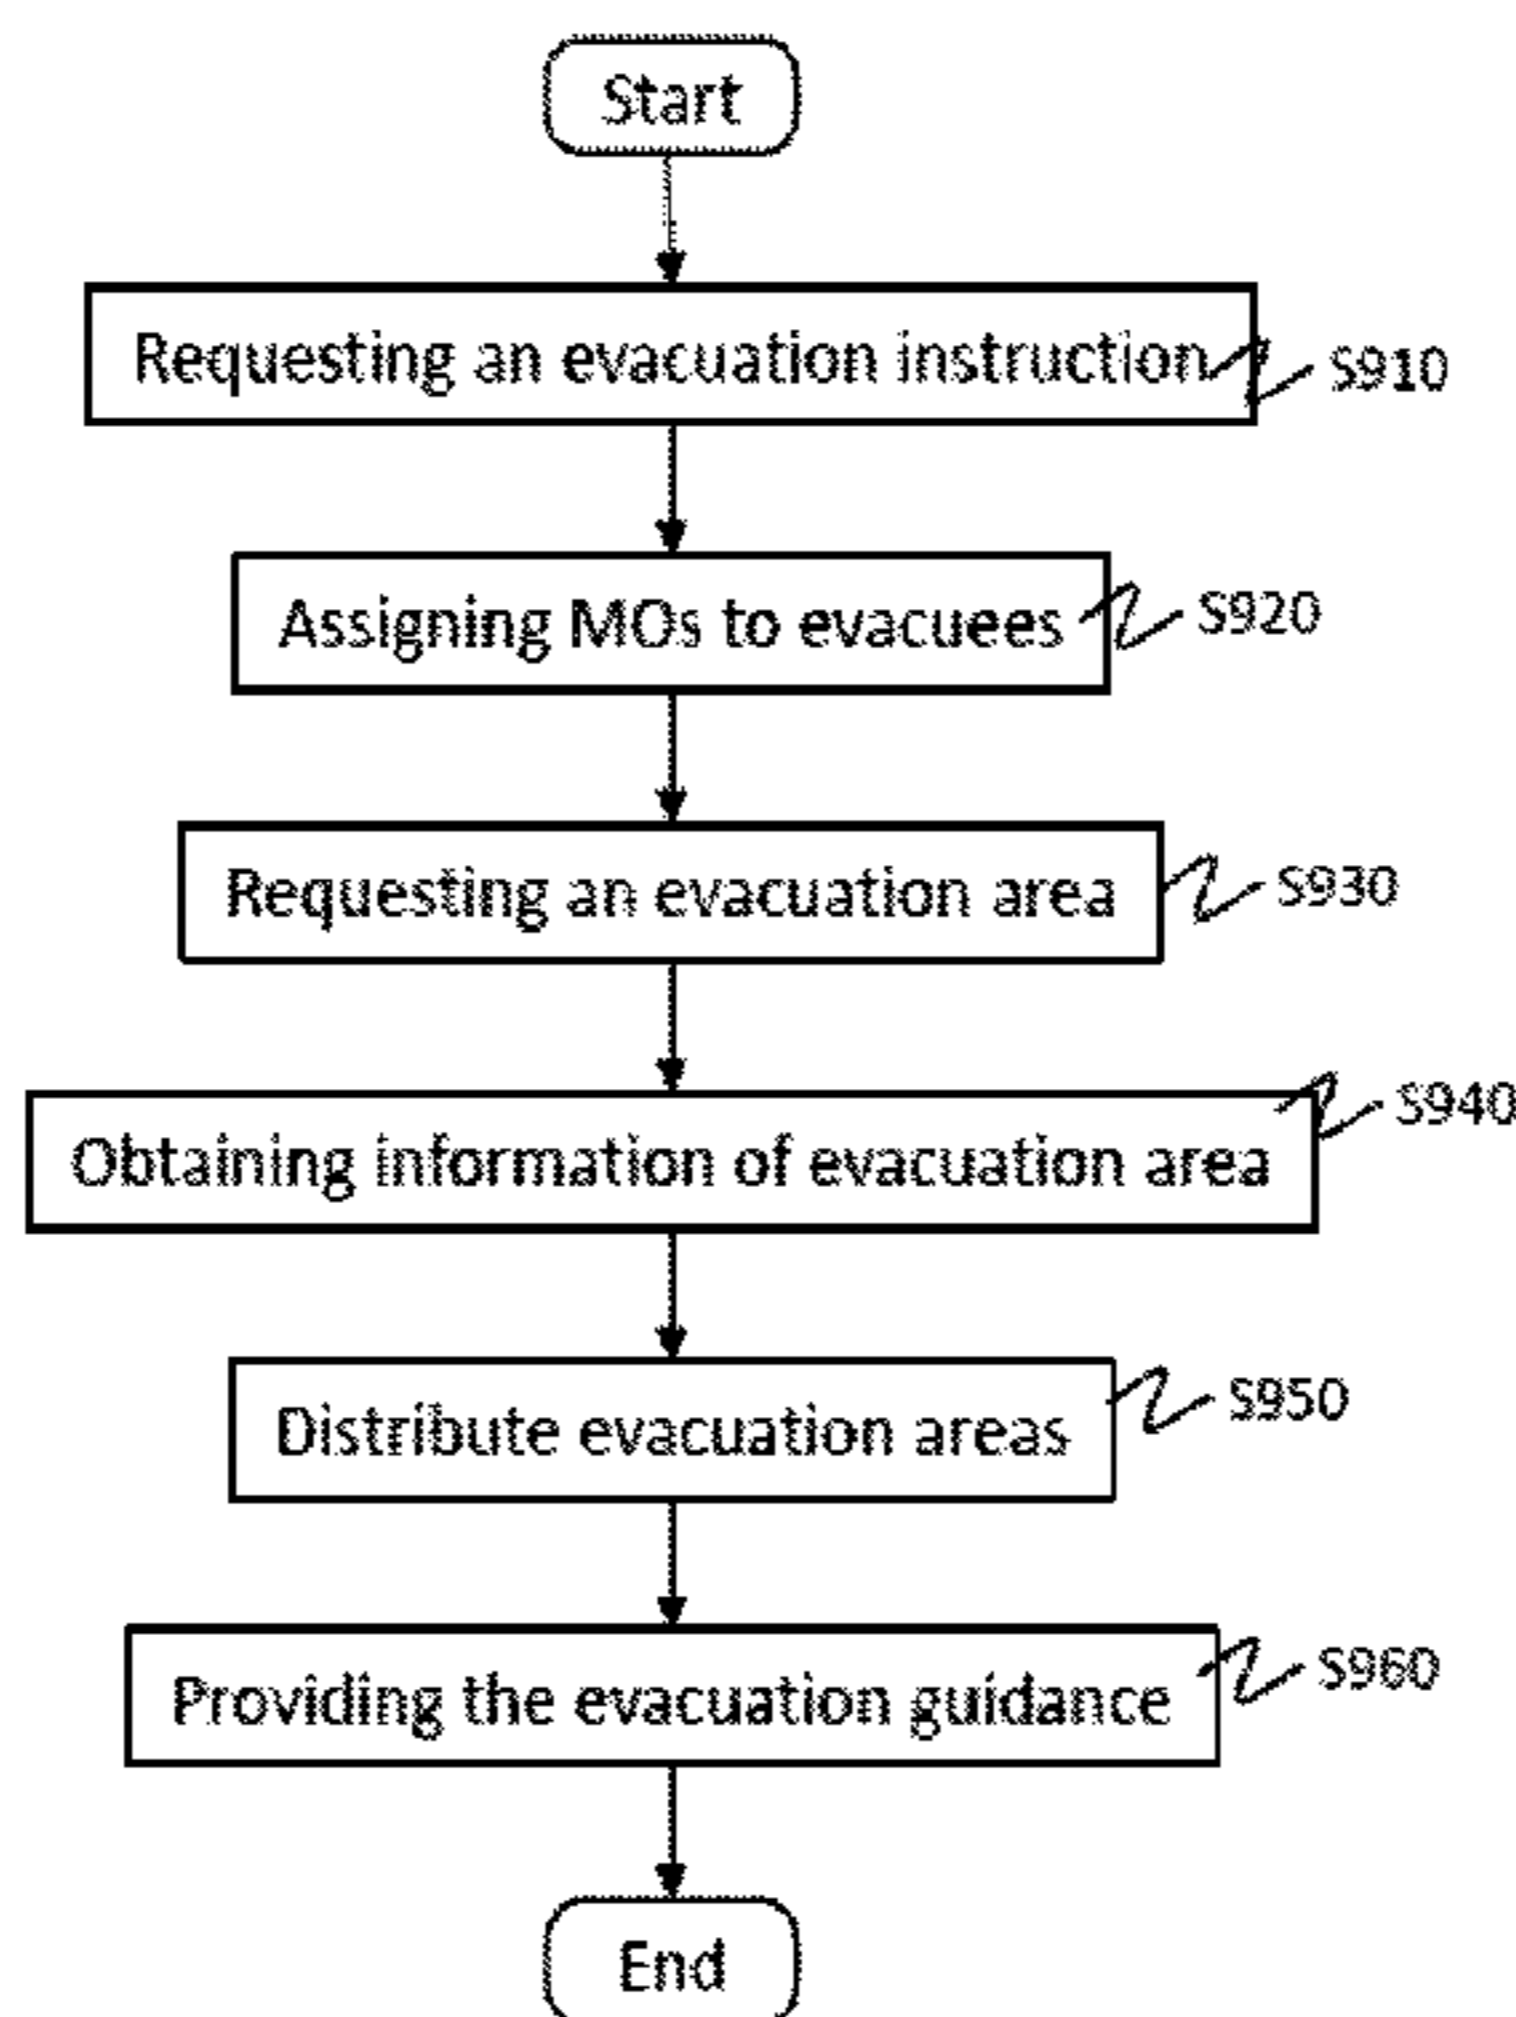 Start
Requesting an evacuation instruction
S910
Assigning MOs to evacuees
S920
Requesting an evacuation area
S930
Obtaining information of evacuation area
S940
Distribute evacuation areas
S950
Providing the evacuation guidance
S960
End